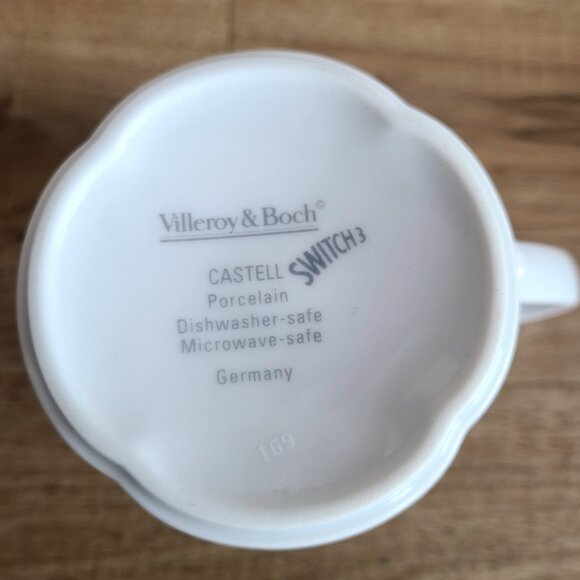 Villeroy & Boch©
CASTELL SWITCH 3
Porcelain
Dishwasher-safe
Microwave-safe
Germany
169